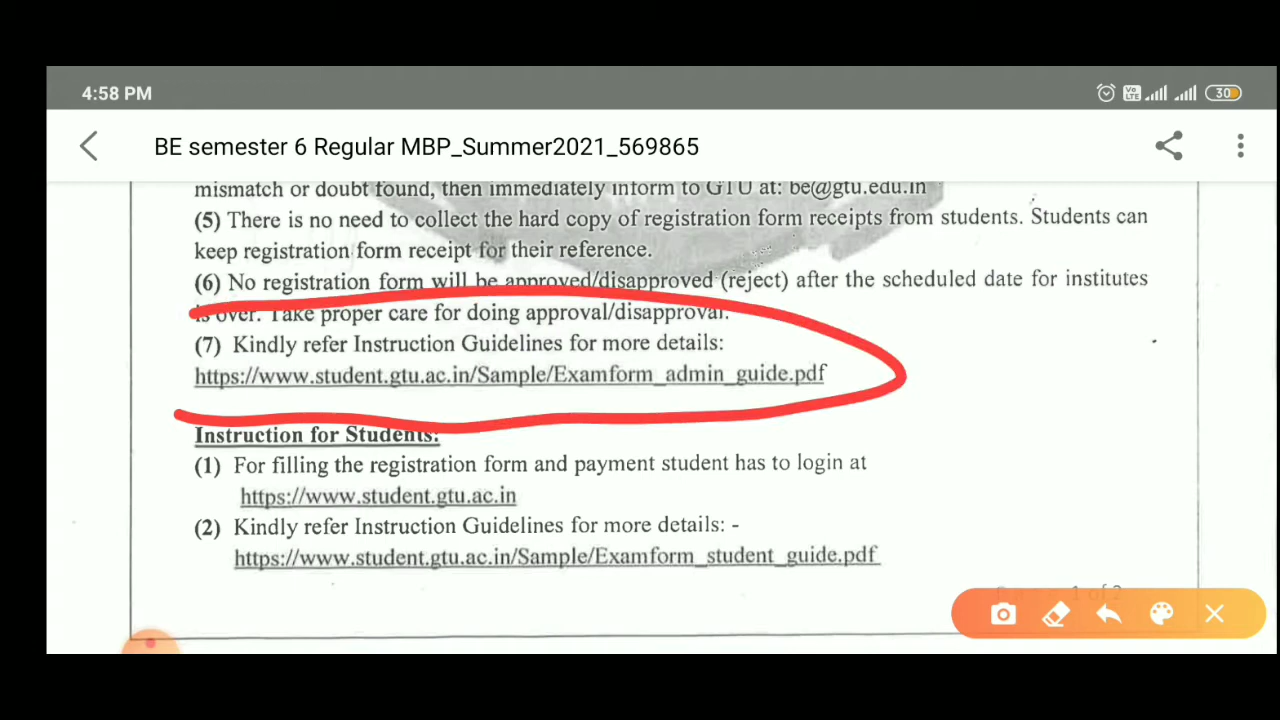 4:58 PM
Vo LTE
30
BE semester 6 Regular MBP_Summer2021_569865
mismatch or doubt found, then immediately inform to GTU at: be@gtu.edu.in
(5) There is no need to collect the hard copy of registration form receipts from students. Students can
keep registration form receipt for their reference.
(6) No registration form will be approved/disapproved (reject) after the scheduled date for institutes
is over. Take proper care for doing approval/disapproval.
(7) Kindly refer Instruction Guidelines for more details:
https://www.student.gtu.ac.in/Sample/Examform_admin_guide.pdf
Instruction for Students:
(1) For filling the registration form and payment student has to login at
https://www.student.gtu.ac.in
(2) Kindly refer Instruction Guidelines for more details: -
https://www.student.gtu.ac.in/Sample/Examform_student_guide.pdf
1 of 2